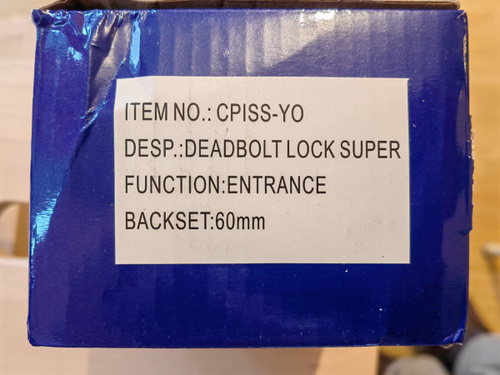 ITEM NO.: CPISS-YO
DESP.:DEADBOLT LOCK SUPER
FUNCTION:ENTRANCE
BACKSET:60mm